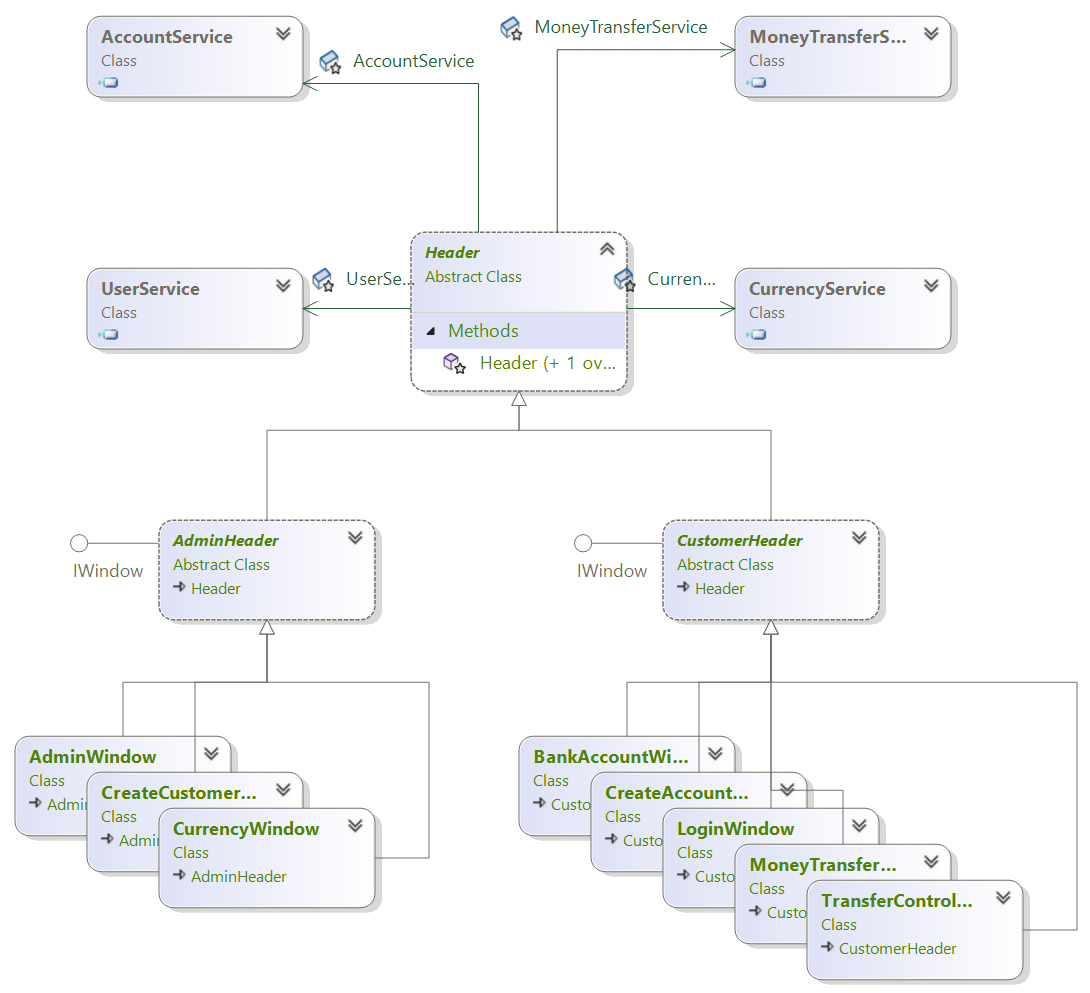 AccountService
Class
AccountService
MoneyTransferService
MoneyTransferS...
Class
Header
Abstract Class
Methods
Header (+ 1 ov...
UserService
Class
UserSe...
Curren...
CurrencyService
Class
IWindow
AdminHeader
Abstract Class
Header
IWindow
CustomerHeader
Abstract Class
Header
AdminWindow
Class
Admin
CreateCustomer...
Class
Admin
CurrencyWindow
Class
AdminHeader
BankAccountWi...
Class
Custo
CreateAccount...
Class
Custo
LoginWindow
Class
Custo
MoneyTransfer...
Class
Custo
TransferControl...
Class
CustomerHeader